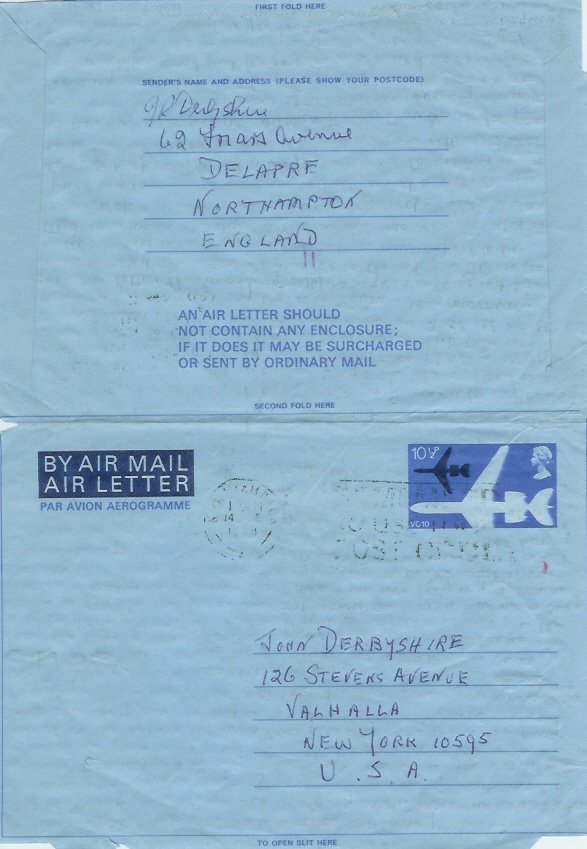 FIRST FOLD HERE
SENDER'S NAME AND ADDRESS (PLEASE SHOW YOUR POSTCODE)
JR Derbyshire
62 Friars Avenue
DELAPRE
NORTHAMPTON
ENGLAND
AN AIR LETTER SHOULD
NOT CONTAIN ANY ENCLOSURE;
IF IT DOES IT MAY BE SURCHARGED
OR SENT BY ORDINARY MAIL
SECOND FOLD HERE
BY AIR MAIL
AIR LETTER
PAR AVION AEROGRAMME
10½P
VC.10
JOHN DERBYSHIRE
126 STEVENS AVENUE
VALHALLA
NEW YORK 10595
U.S.A.
TO OPEN SLIT HERE